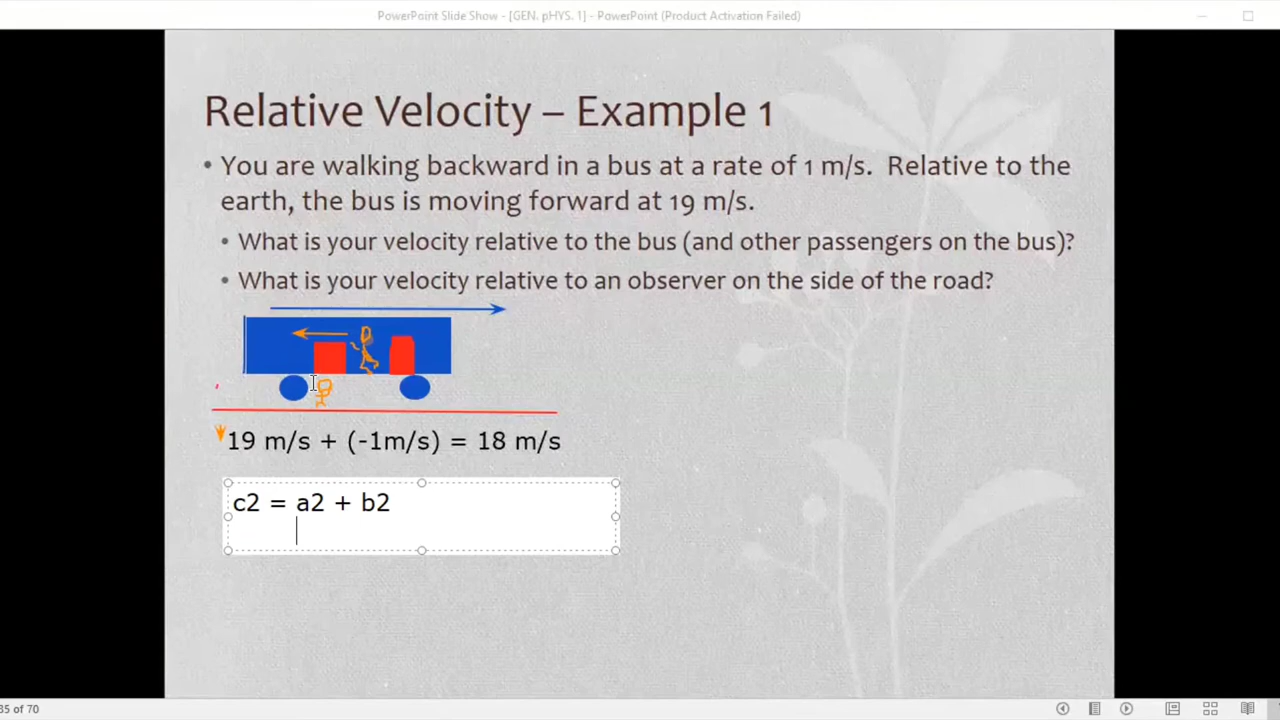 PowerPoint Slide Show - [GEN. pHYS. 1] - PowerPoint (Product Activation Failed)
Relative Velocity – Example 1
• You are walking backward in a bus at a rate of 1 m/s. Relative to the
earth, the bus is moving forward at 19 m/s.
• What is your velocity relative to the bus (and other passengers on the bus)?
• What is your velocity relative to an observer on the side of the road?
19 m/s + (-1m/s) = 18 m/s
c2 = a2 + b2
35 of 70